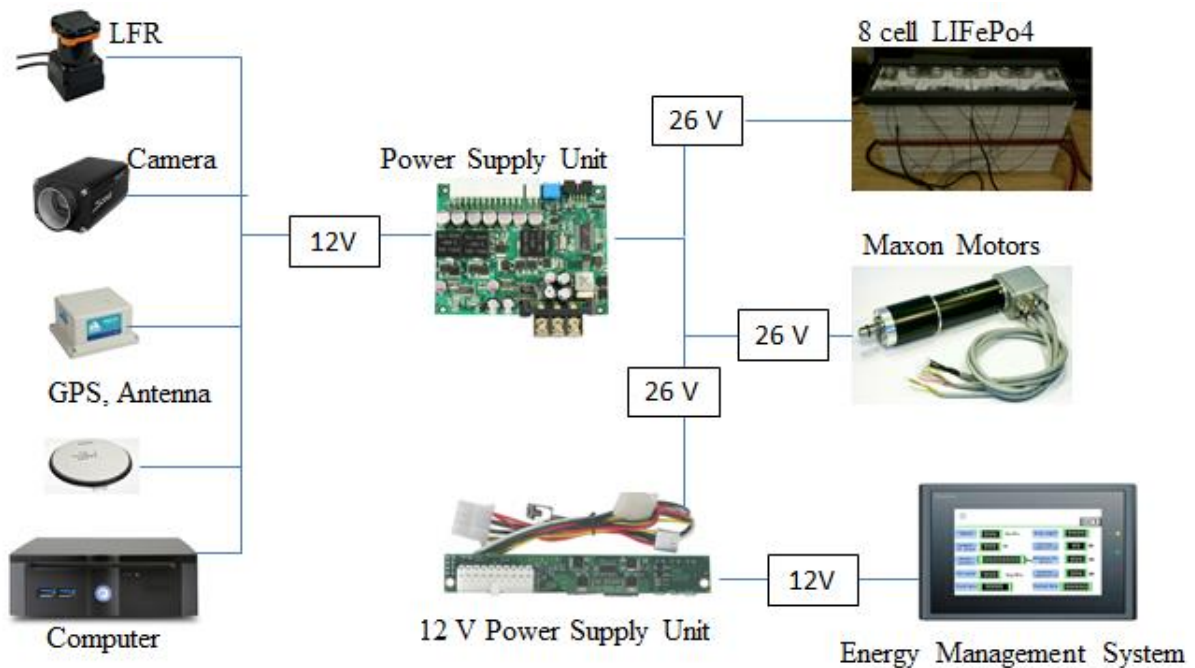 LFR
8 cell LIFePo4
26 V
Camera
Power Supply Unit
12V
Maxon Motors
26 V
GPS, Antenna
26 V
12V
Computer
12 V Power Supply Unit
Energy Management System